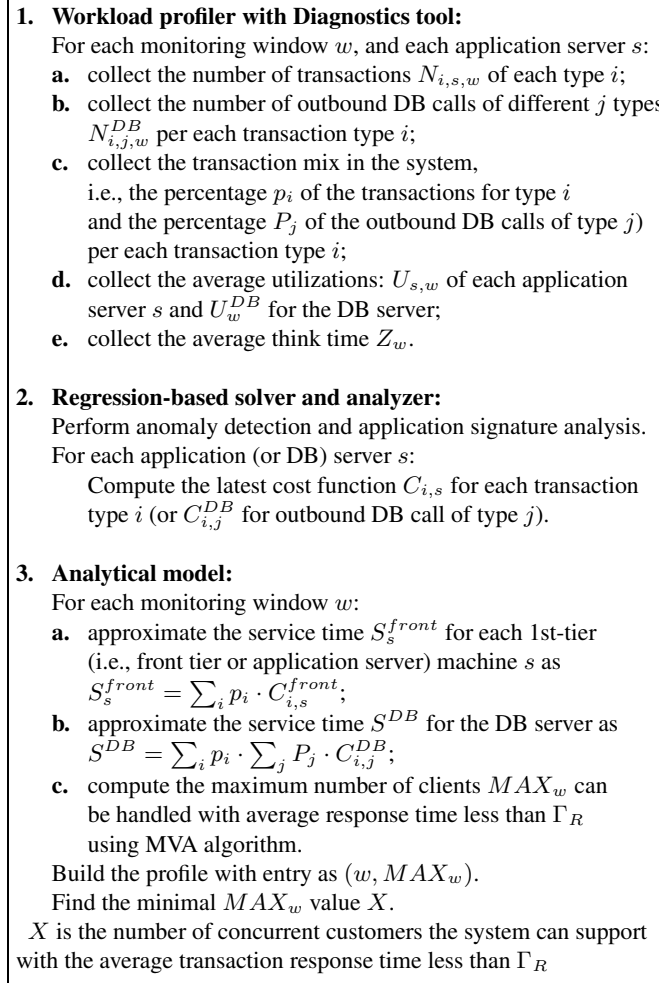 1. Workload profiler with Diagnostics tool:
For each monitoring window w, and each application server s:
a. collect the number of transactions N_{i,s,w} of each type i;
b. collect the number of outbound DB calls of different j types
N^{DB}_{i,j,w} per each transaction type i;
c. collect the transaction mix in the system,
i.e., the percentage p_i of the transactions for type i
and the percentage P_j of the outbound DB calls of type j)
per each transaction type i;
d. collect the average utilizations: U_{s,w} of each application
server s and U^{DB}_w for the DB server;
e. collect the average think time Z_w.
2. Regression-based solver and analyzer:
Perform anomaly detection and application signature analysis.
For each application (or DB) server s:
Compute the latest cost function C_{i,s} for each transaction
type i (or C^{DB}_{i,j} for outbound DB call of type j).
3. Analytical model:
For each monitoring window w:
a. approximate the service time S^{front}_s for each 1st-tier
(i.e., front tier or application server) machine s as
S^{front}_s = ∑_i p_i · C^{front}_{i,s};
b. approximate the service time S^{DB} for the DB server as
S^{DB} = ∑_i p_i · ∑_j P_j · C^{DB}_{i,j};
c. compute the maximum number of clients MAX_w can
be handled with average response time less than Γ_R
using MVA algorithm.
Build the profile with entry as (w, MAX_w).
Find the minimal MAX_w value X.
X is the number of concurrent customers the system can support
with the average transaction response time less than Γ_R